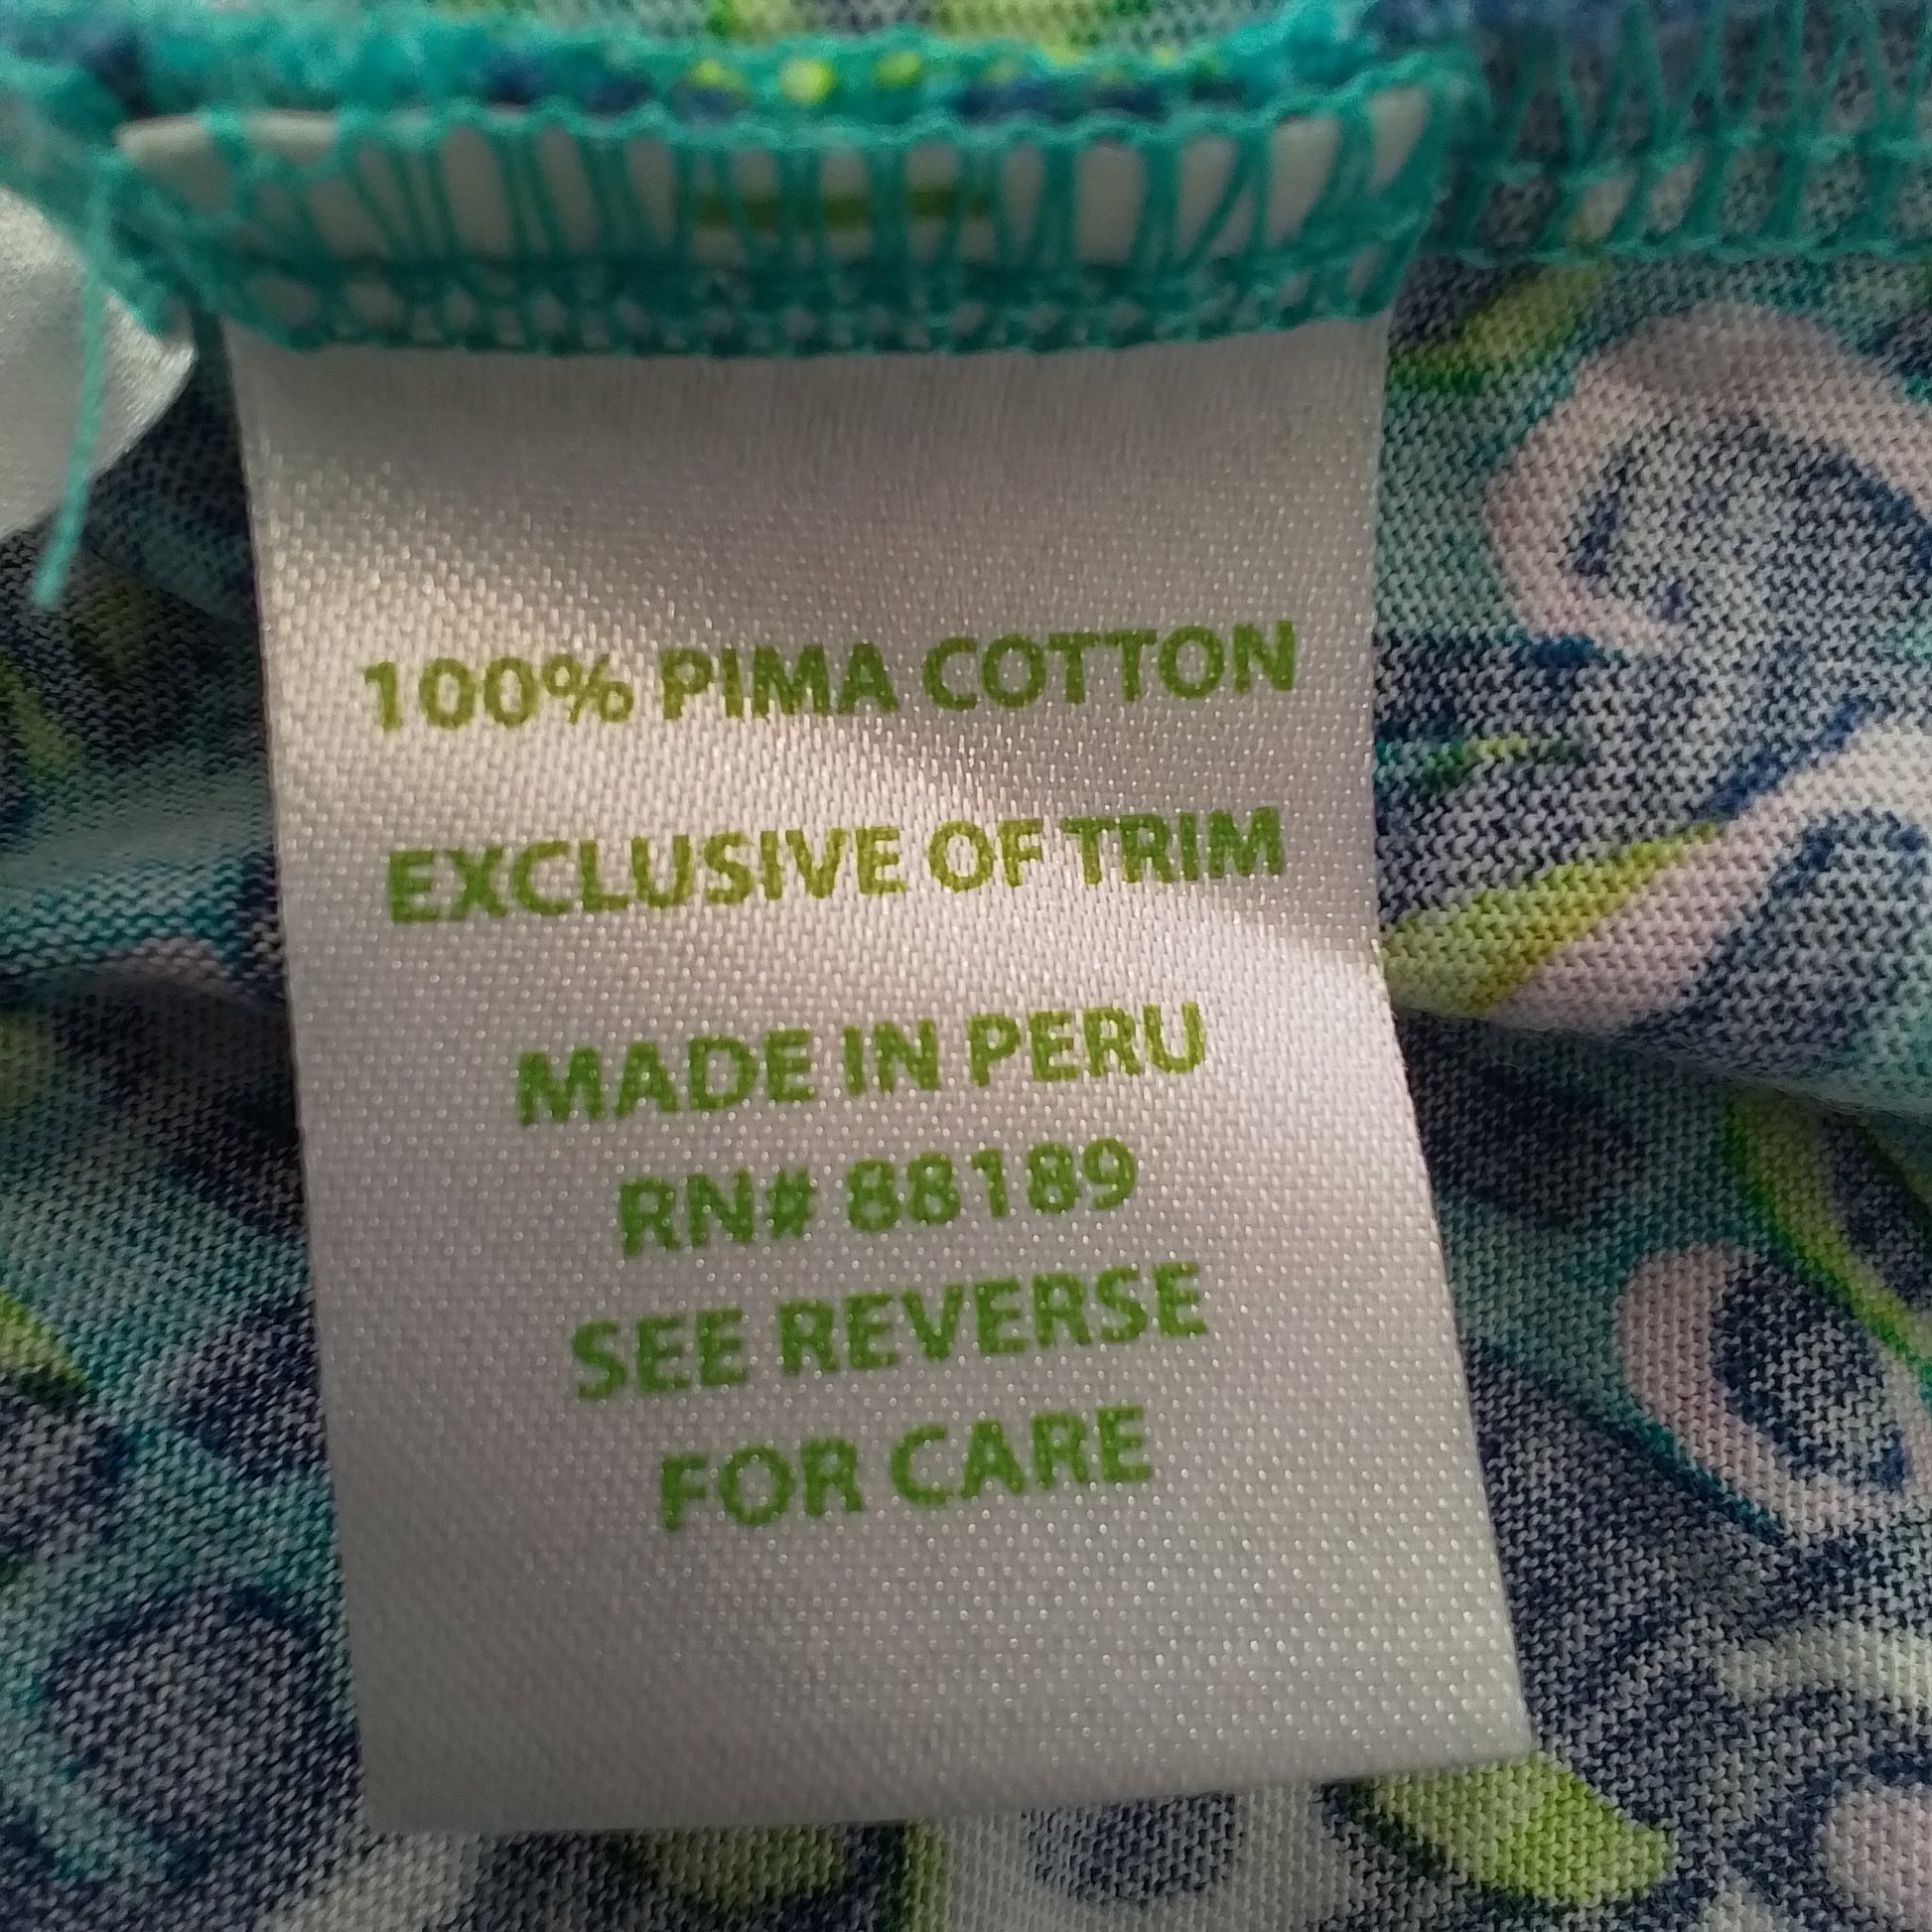 100% PIMA COTTON
EXCLUSIVE OF TRIM
MADE IN PERU
RN# 88189
SEE REVERSE
FOR CARE